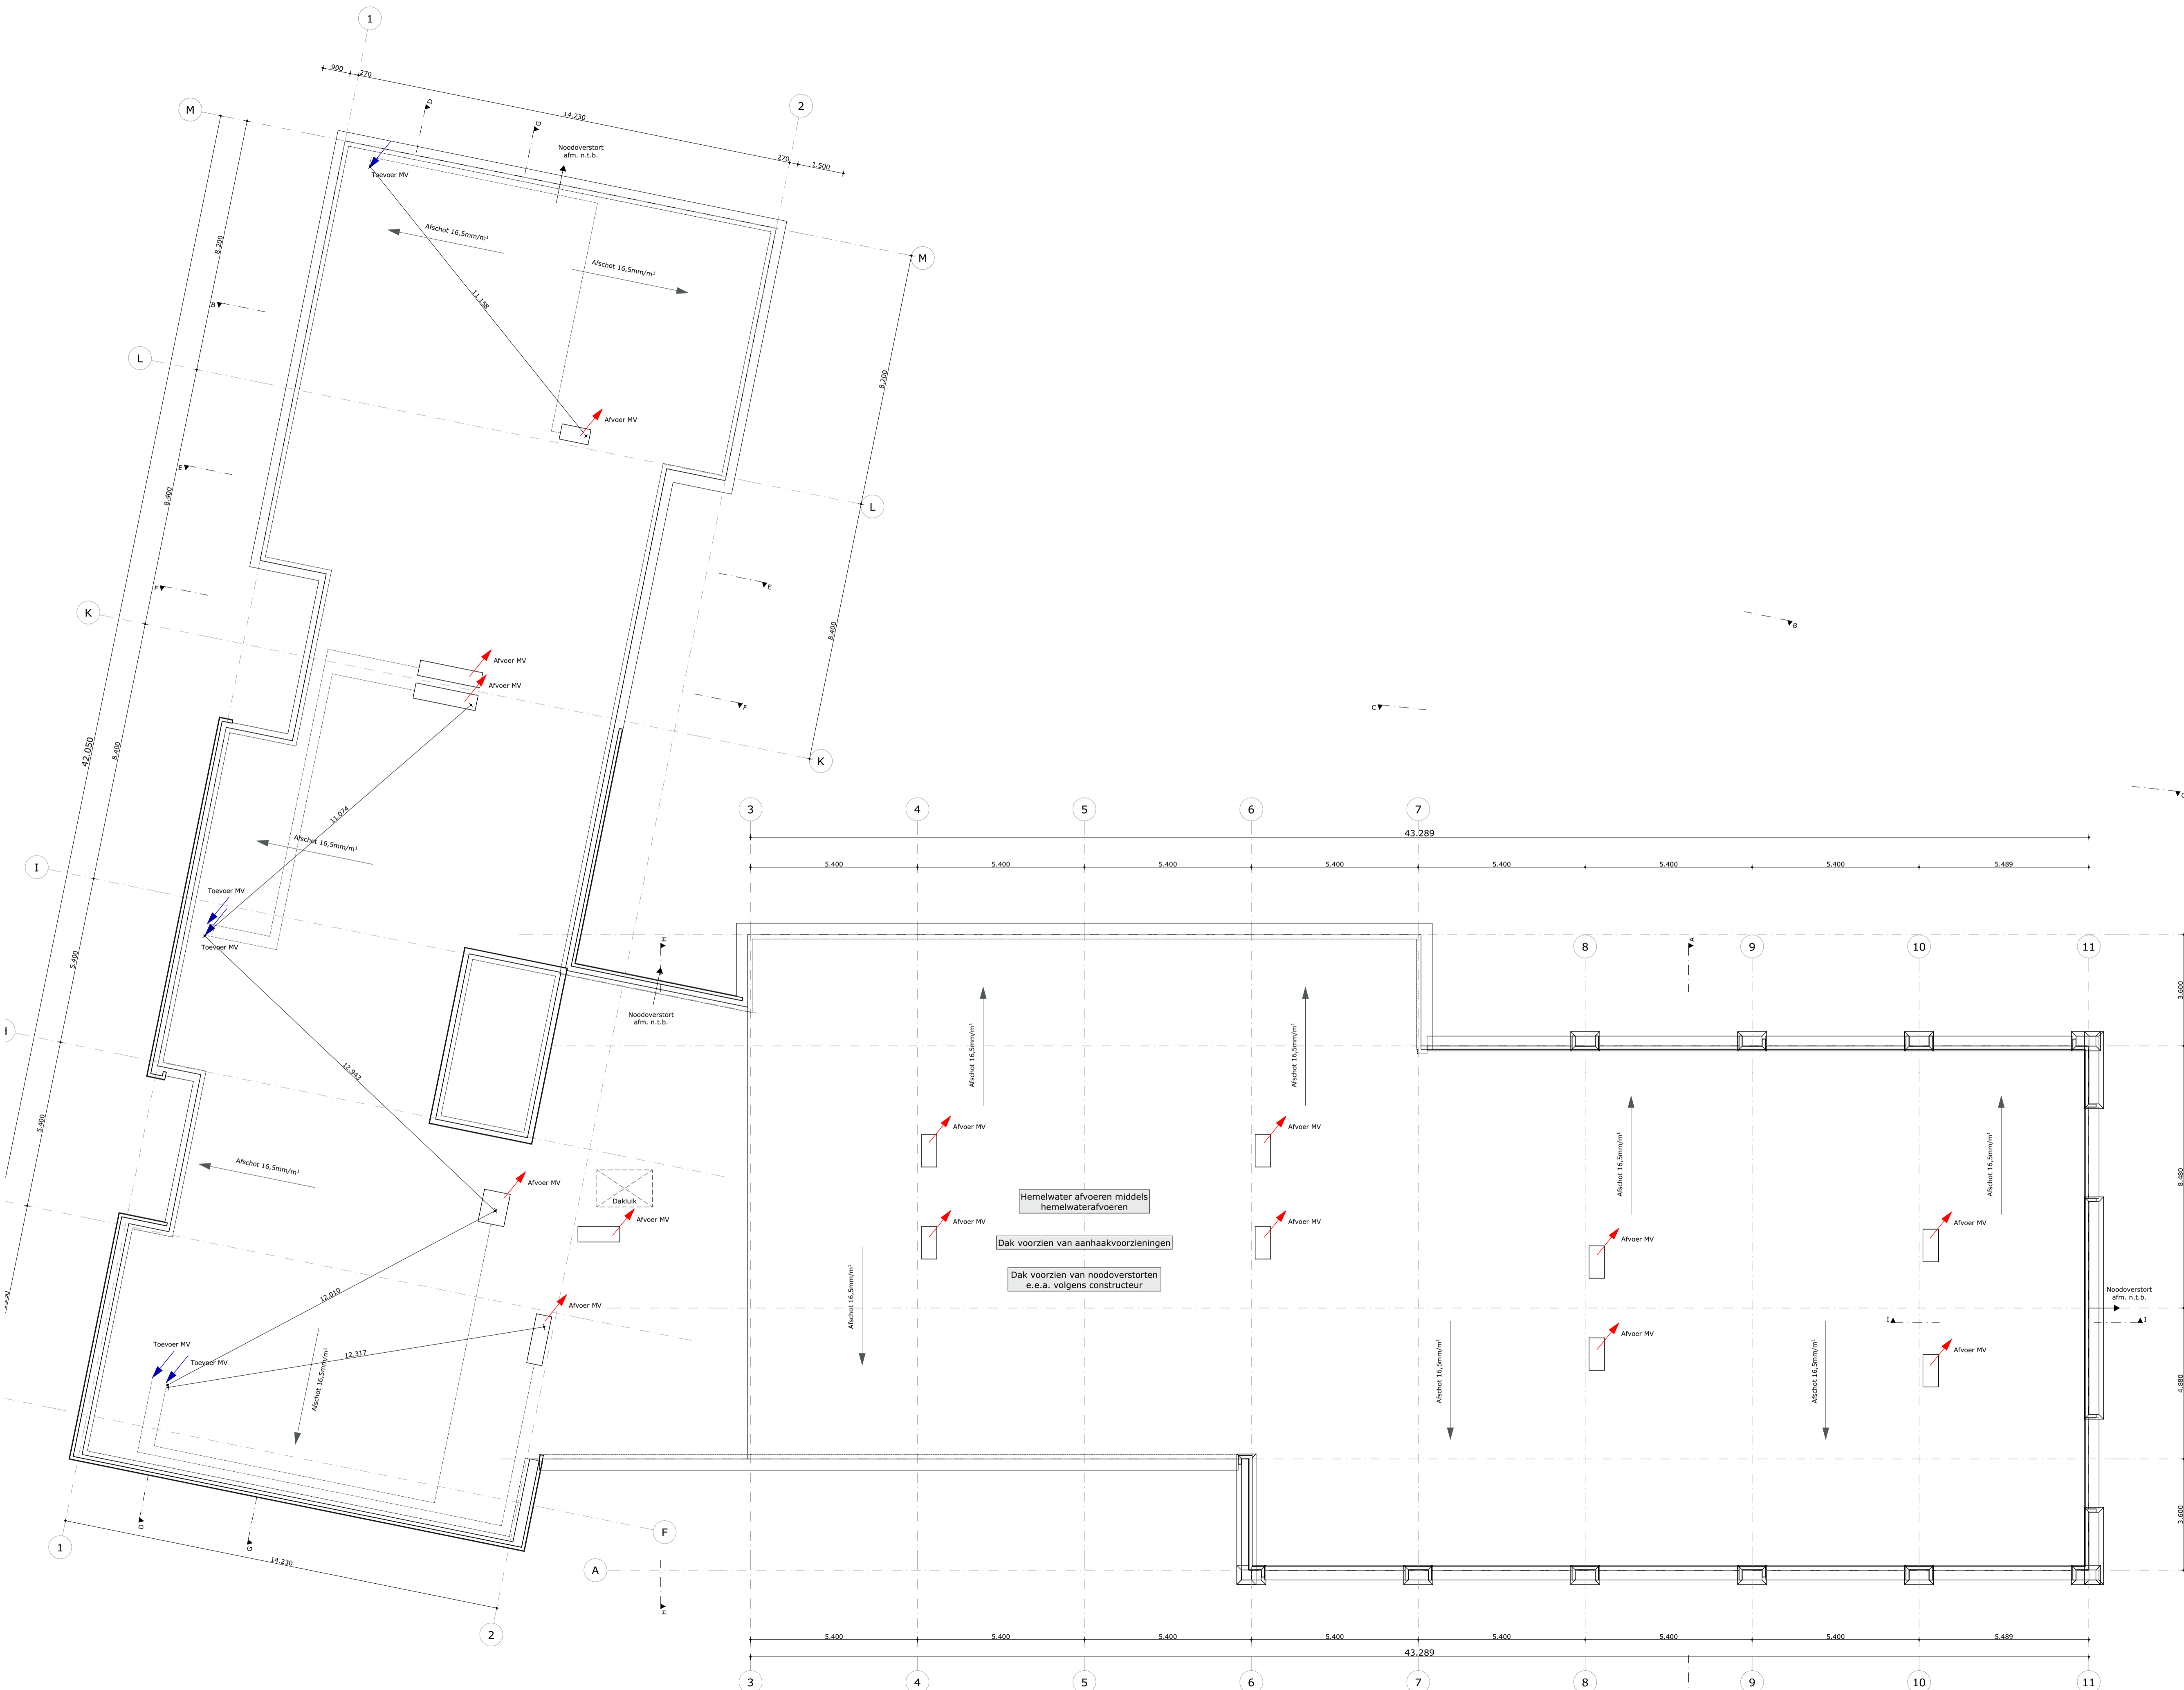 1
900
270
14.230
270
1.500
2
D
G
Noodoverstort
afm. n.t.b.
M
Toevoer MV
Afschot 16,5mm/m¹
Afschot 16,5mm/m¹
M
8.200
11.158
B
L
8.200
Afvoer MV
E
8.400
L
E
F
K
8.400
B
Afvoer MV
Afvoer MV
F
C
42.050
8.400
K
11.074
Afschot 16,5mm/m¹
3
4
5
6
7
43.289
5.400
5.400
5.400
5.400
5.400
5.400
5.400
5.489
I
Toevoer MV
Toevoer MV
5.400
H
8
A
9
10
11
3.600
Noodoverstort
afm. n.t.b.
Afschot 16,5mm/m¹
Afschot 16,5mm/m¹
12.943
5.400
Afvoer MV
Afvoer MV
Afschot 16,5mm/m¹
Afschot 16,5mm/m¹
Afschot 16,5mm/m¹
8.480
Afvoer MV
Dakluik
Afvoer MV
Hemelwater afvoeren middels
hemelwaterafvoeren
Afvoer MV
Afvoer MV
Dak voorzien van aanhaakvoorzieningen
Afvoer MV
Afvoer MV
Dak voorzien van noodoverstorten
e.e.a. volgens constructeur
Afschot 16,5mm/m¹
12.010
Afvoer MV
Noodoverstort
afm. n.t.b.
I
I
Afvoer MV
Afvoer MV
Toevoer MV
Toevoer MV
12.317
Afschot 16,5mm/m¹
Afschot 16,5mm/m¹
Afschot 16,5mm/m¹
4.880
3.600
D
G
F
1
14.230
A
H
2
5.400
5.400
5.400
5.400
5.400
5.400
5.400
5.489
43.289
3
4
5
6
7
8
9
10
11